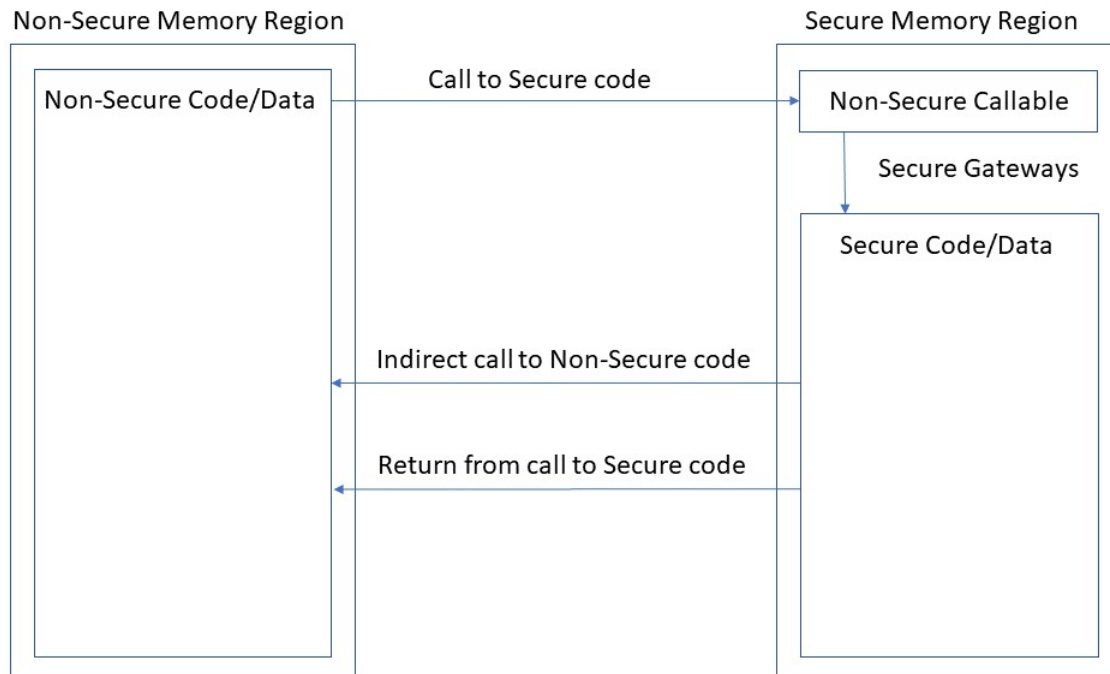 Non-Secure Memory Region
Secure Memory Region
Non-Secure Code/Data
Call to Secure code
Non-Secure Callable
Secure Gateways
Secure Code/Data
Indirect call to Non-Secure code
Return from call to Secure code